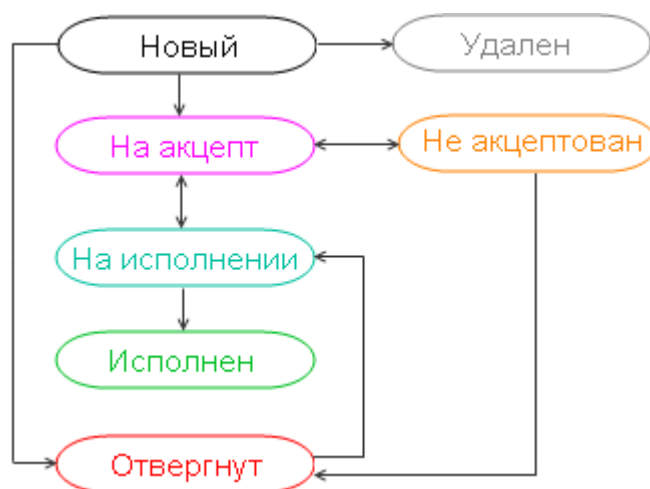 Новый
Удален
На акцепт
Не акцептован
На исполнении
Исполнен
Отвергнут